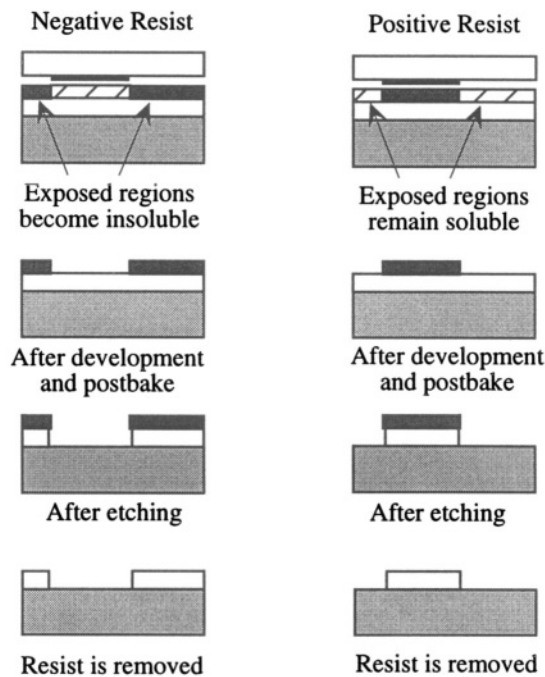 Negative Resist
Exposed regions
become insoluble
After development
and postbake
After etching
Resist is removed
Positive Resist
Exposed regions
remain soluble
After development
and postbake
After etching
Resist is removed